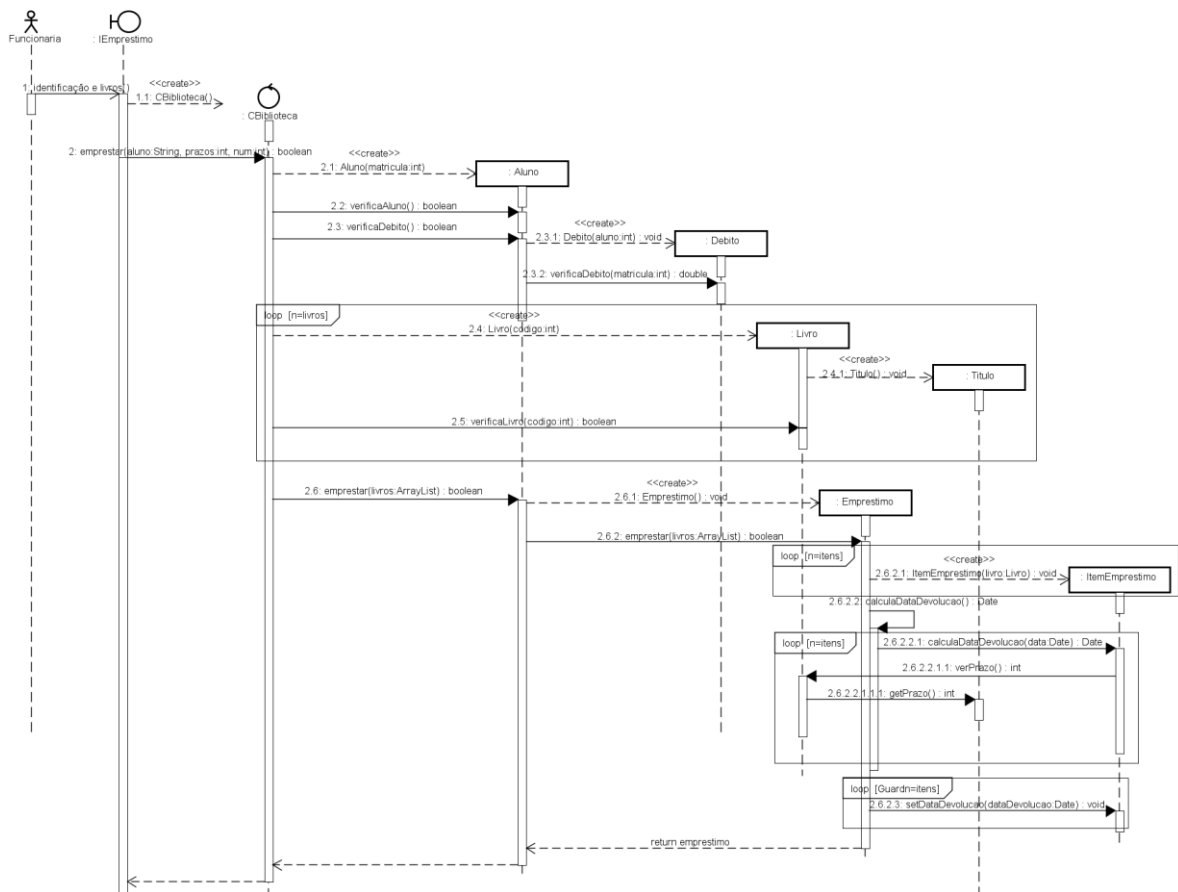 Funcionaria
: IEmprestimo
1: identificação e livros()
<<create>>
1.1: CBiblioteca()
: CBiblioteca
2: emprestar(aluno:String, prazos:int, num:int) : boolean
<<create>>
2.1: Aluno(matricula:int)
: Aluno
2.2: verificaAluno() : boolean
2.3: verificaDebito() : boolean
<<create>>
2.3.1: Debito(aluno:int) : void
: Debito
2.3.2: verificaDebito(matricula:int) : double
loop [n=livros]
<<create>>
2.4: Livro(codigo:int)
: Livro
<<create>>
2.4.1: Titulo() : void
: Titulo
2.5: verificaLivro(codigo:int) : boolean
2.6: emprestar(livros:ArrayList) : boolean
<<create>>
2.6.1: Emprestimo() : void
: Emprestimo
2.6.2: emprestar(livros:ArrayList) : boolean
loop [n=itens]
<<create>>
2.6.2.1: ItemEmprestimo(livro:Livro) : void
: ItemEmprestimo
2.6.2.2: calculaDataDevolucao() : Date
loop [n=itens]
2.6.2.2.1: calculaDataDevolucao(data:Date) : Date
2.6.2.2.1.1: verPrazo() : int
2.6.2.2.1.1.1: getPrazo() : int
loop [Guardn=itens]
2.6.2.3: setDataDevolucao(dataDevolucao:Date) : void
return emprestimo